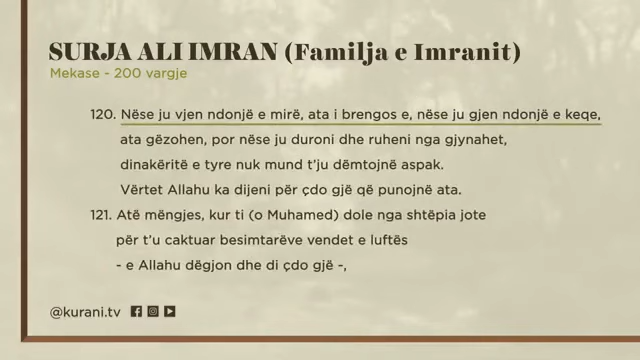 SURJA ALI IMRAN (Familja e Imranit)
Mekase - 200 vargje
120. Nëse ju vjen ndonjë e mirë, ata i brengos e, nëse ju gjen ndonjë e keqe,
ata gëzohen, por nëse ju duroni dhe ruheni nga gjynahet,
dinakëritë e tyre nuk mund t'ju dëmtojnë aspak.
Vërtet Allahu ka dijeni për çdo gjë që punojnë ata.
121. Atë mëngjes, kur ti (o Muhamed) dole nga shtëpia jote
për t'u caktuar besimtarëve vendet e luftës
- e Allahu dëgjon dhe di çdo gjë -,
@kurani.tv